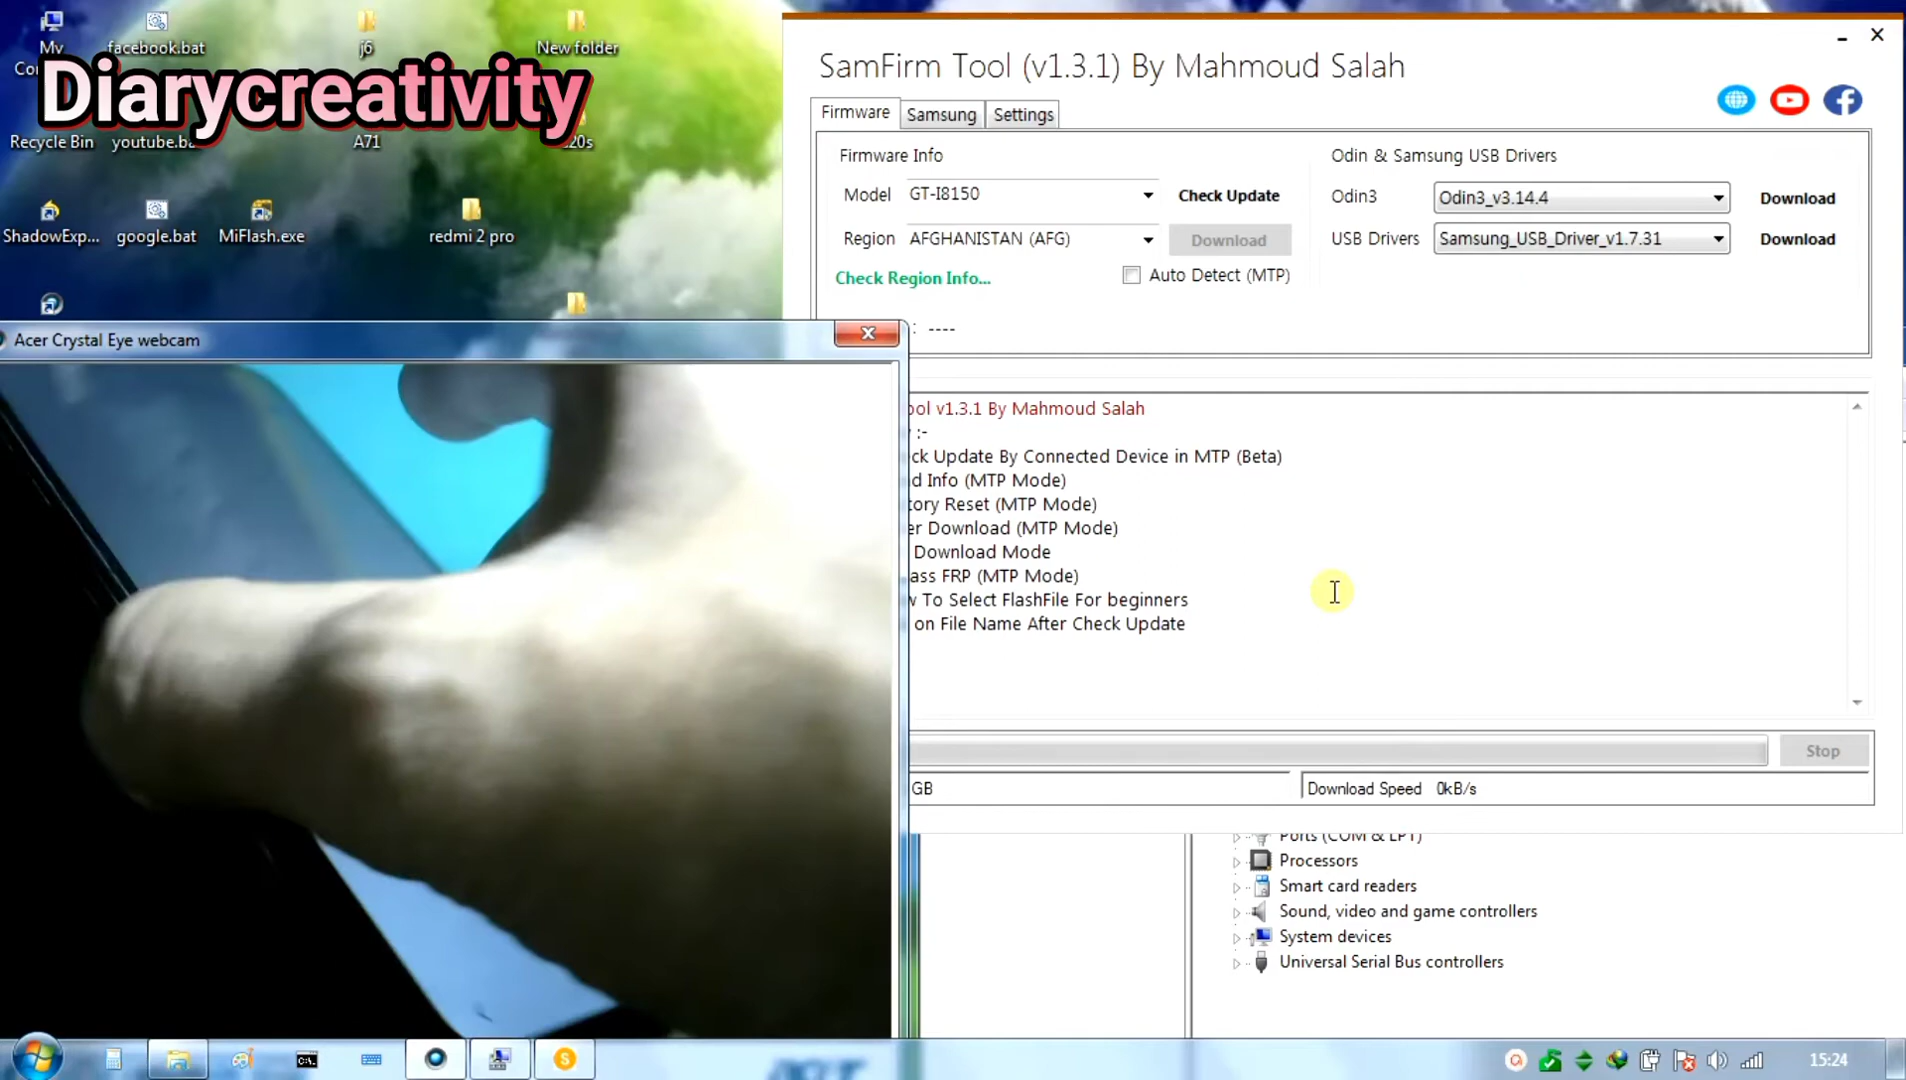 My
facebook.bat
j6
New folder
Diarycreativity
Recycle Bin
A71
ShadowExp...
google.bat
MiFlash.exe
redmi 2 pro
SamFirm Tool (v1.3.1) By Mahmoud Salah
Firmware
Samsung
Settings
Firmware Info
Odin & Samsung USB Drivers
Model
GT-I8150
Check Update
Odin3
Odin3_v3.14.4
Download
Region
AFGHANISTAN (AFG)
Download
USB Drivers
Samsung_USB_Driver_v1.7.31
Download
Check Region Info...
Auto Detect (MTP)
: ----
Acer Crystal Eye webcam
ool v1.3.1 By Mahmoud Salah
:-
ck Update By Connected Device in MTP (Beta)
d Info (MTP Mode)
tory Reset (MTP Mode)
er Download (MTP Mode)
Download Mode
ass FRP (MTP Mode)
w To Select FlashFile For beginners
on File Name After Check Update
Stop
GB
Download Speed 0kB/s
Ports (COM & LPT)
Processors
Smart card readers
Sound, video and game controllers
System devices
Universal Serial Bus controllers
15:24